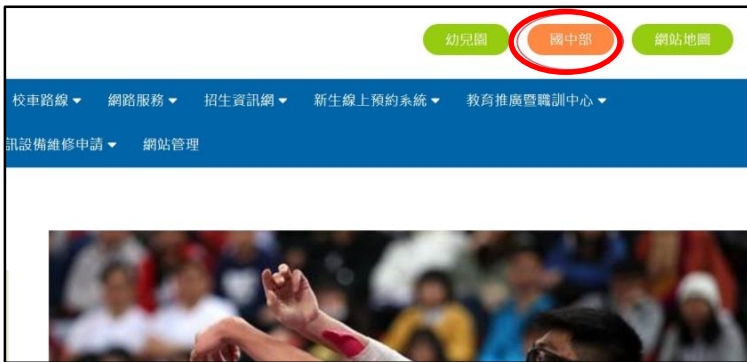 幼兒園 國中部 網站地圖
校車路線 網路服務 招生資訊網 新生線上預約系統 教育推廣暨職訓中心
訊設備維修申請 網站管理